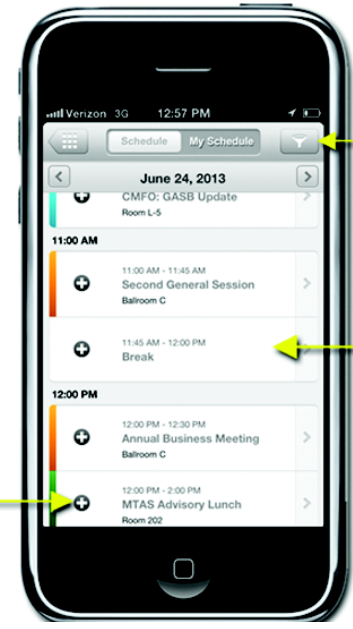 Verizon 3G 12:57 PM
Schedule My Schedule
June 24, 2013
CMFO: GASB Update
Room L-5
11:00 AM
11:00 AM - 11:45 AM
Second General Session
Ballroom C
11:45 AM - 12:00 PM
Break
12:00 PM
12:00 PM - 12:30 PM
Annual Business Meeting
Ballroom C
12:00 PM - 2:00 PM
MTAS Advisory Lunch
Room 202